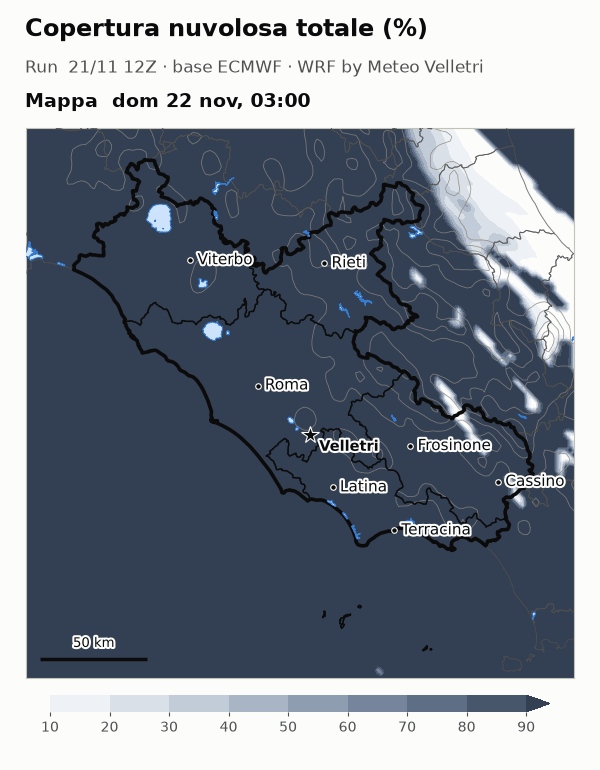 Copertura nuvolosa totale (%)
Run  21/11 12Z · base ECMWF · WRF by Meteo Velletri
Mappa  dom 22 nov, 03:00
Viterbo
Rieti
Roma
Velletri
Frosinone
Cassino
Latina
Terracina
50 km
10 20 30 40 50 60 70 80 90